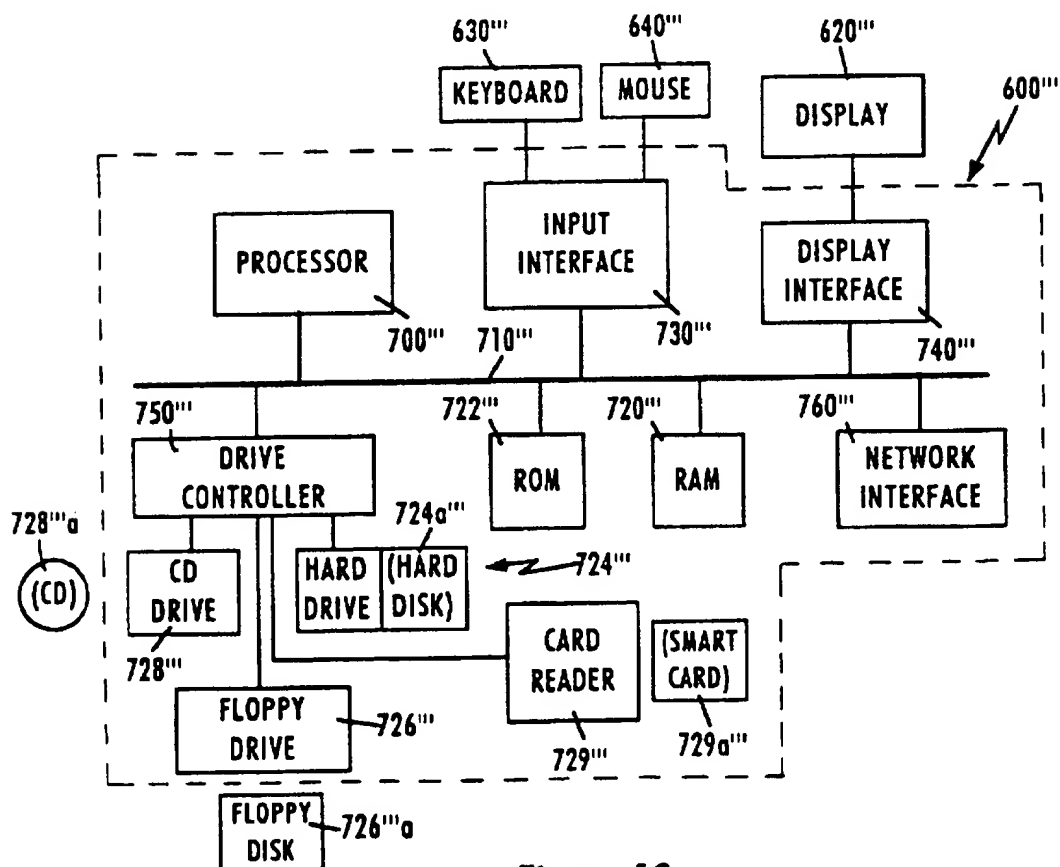 630'''
640'''
620'''
600'''
KEYBOARD
MOUSE
DISPLAY
PROCESSOR
700'''
INPUT
INTERFACE
730'''
DISPLAY
INTERFACE
740'''
710'''
750'''
722'''
720'''
760'''
DRIVE
CONTROLLER
ROM
RAM
NETWORK
INTERFACE
728'''a
(CD)
CD
DRIVE
728'''
724a'''
HARD
DRIVE
(HARD
DISK)
724'''
CARD
READER
729'''
(SMART
CARD)
729a'''
FLOPPY
DRIVE
726'''
FLOPPY
DISK
726'''a